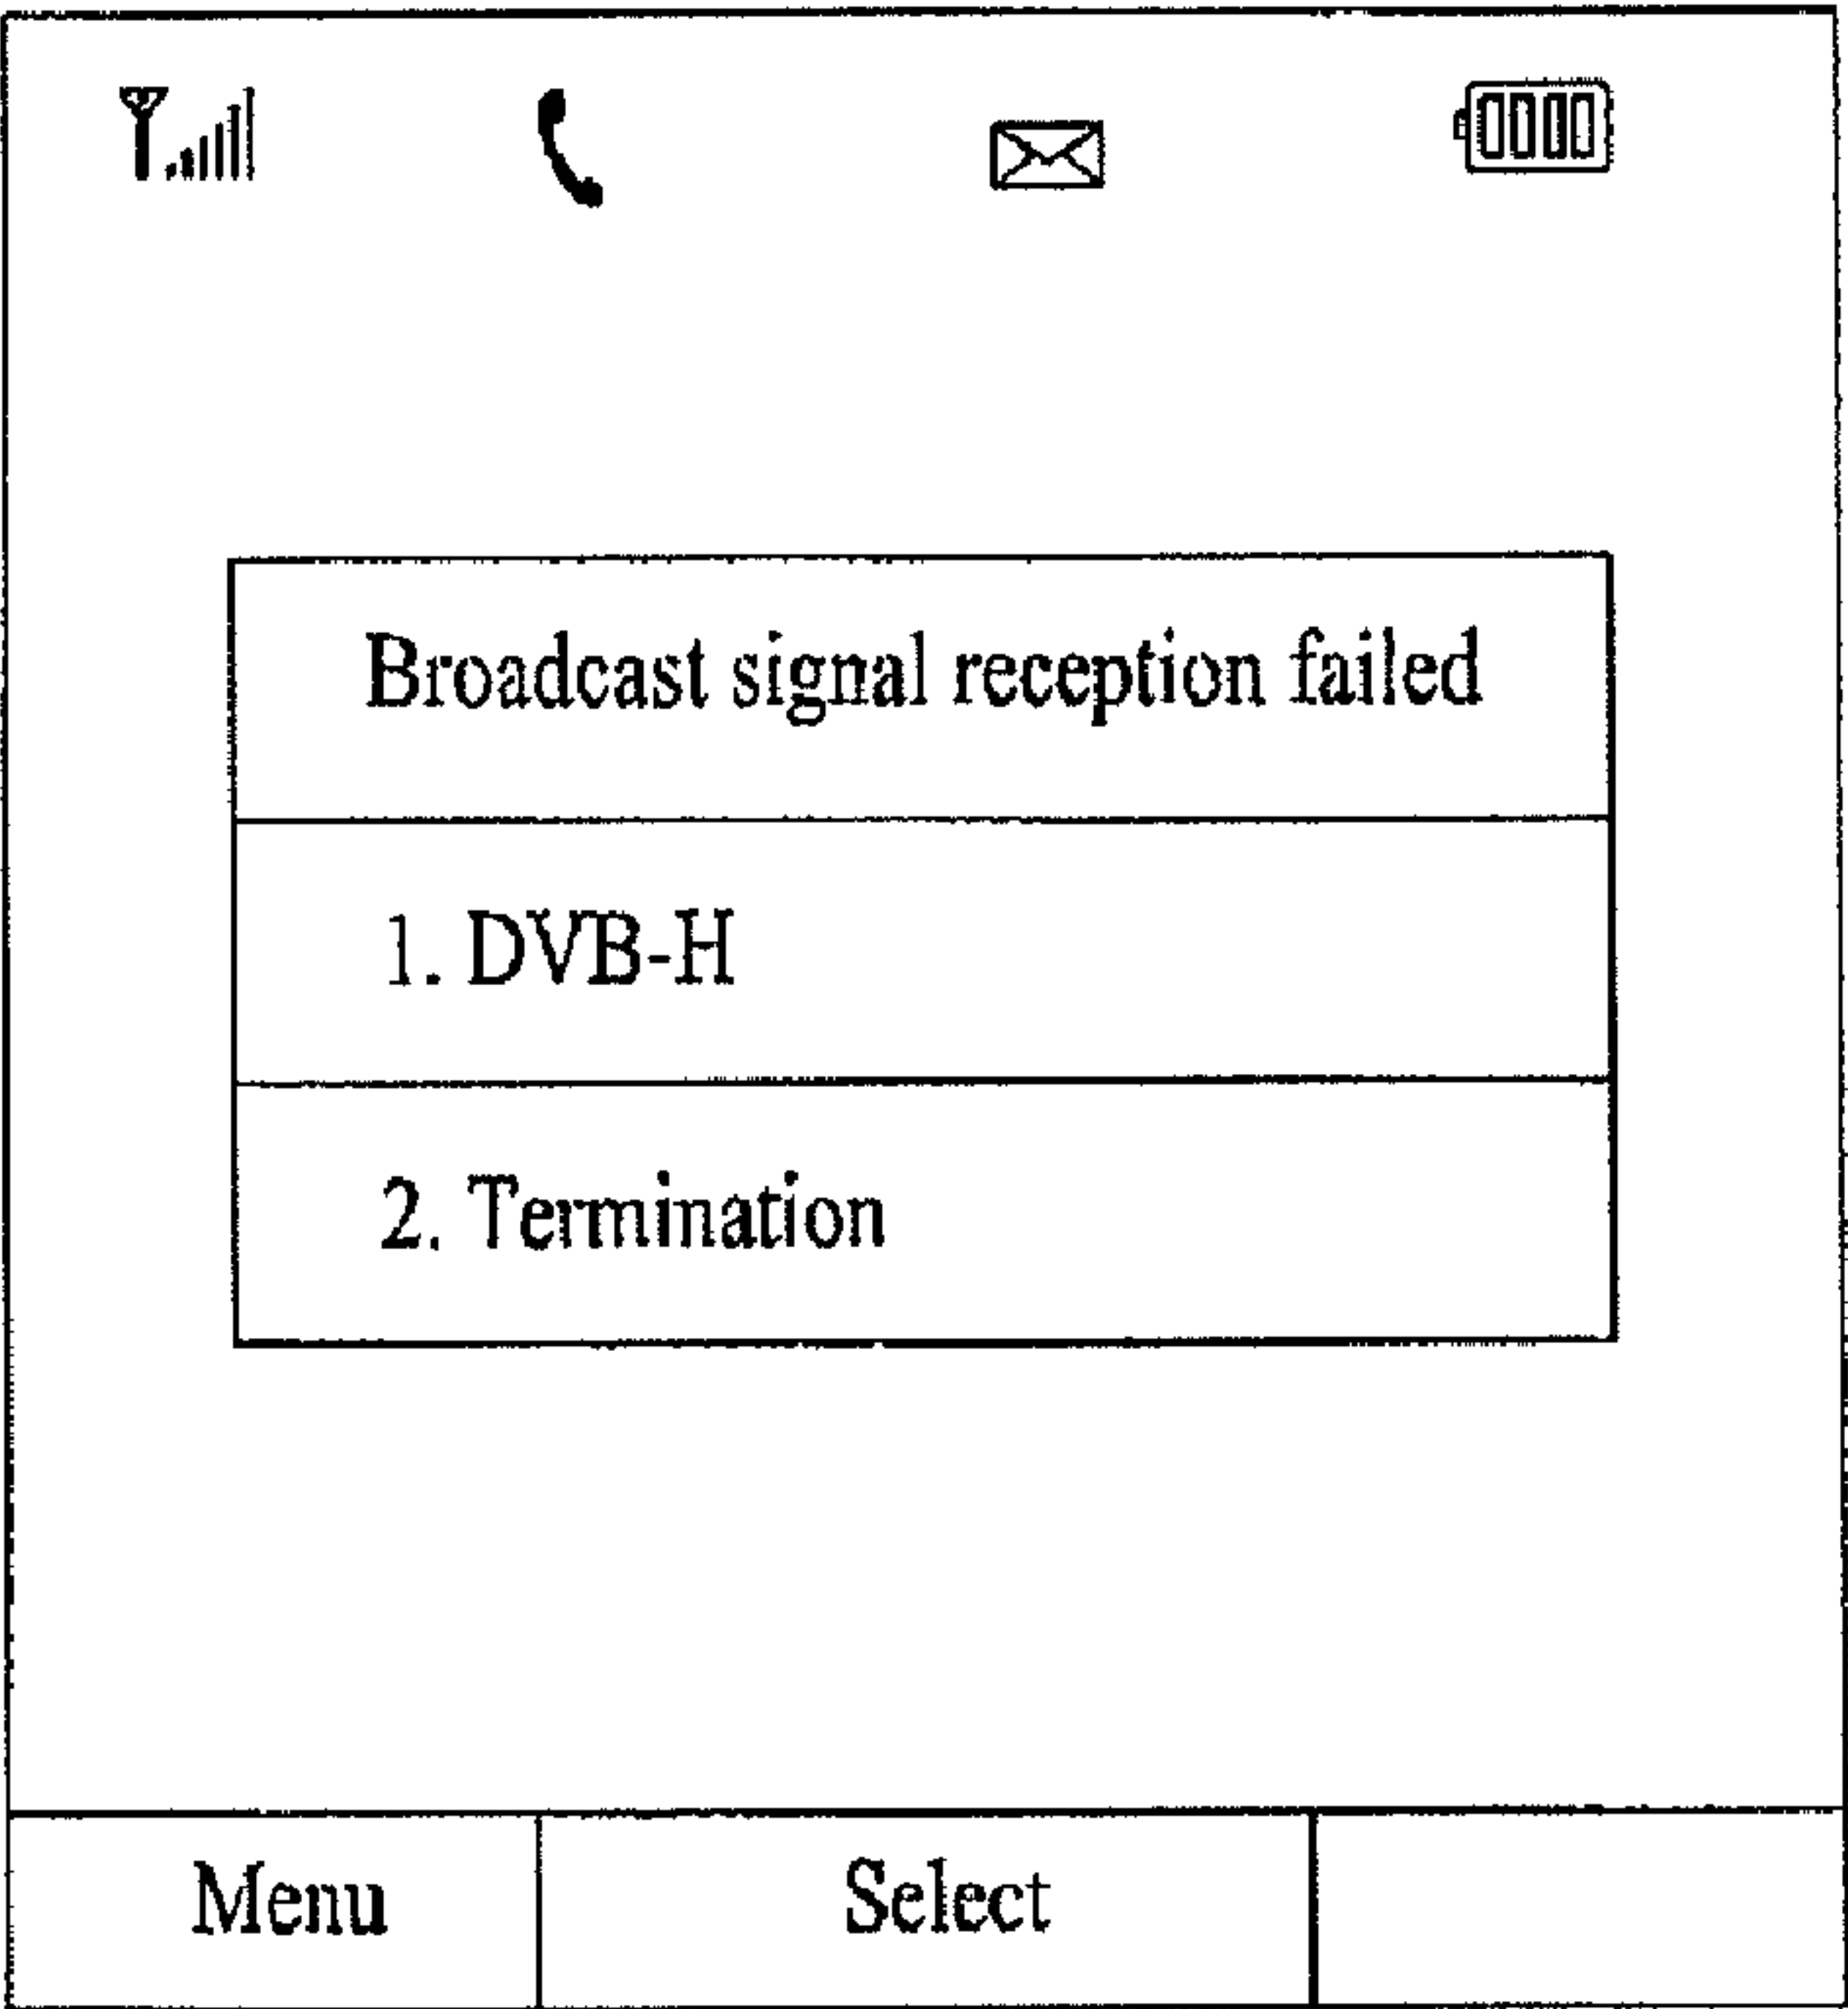 Broadcast signal reception failed
1. DVB-H
2. Termination
Menu
Select